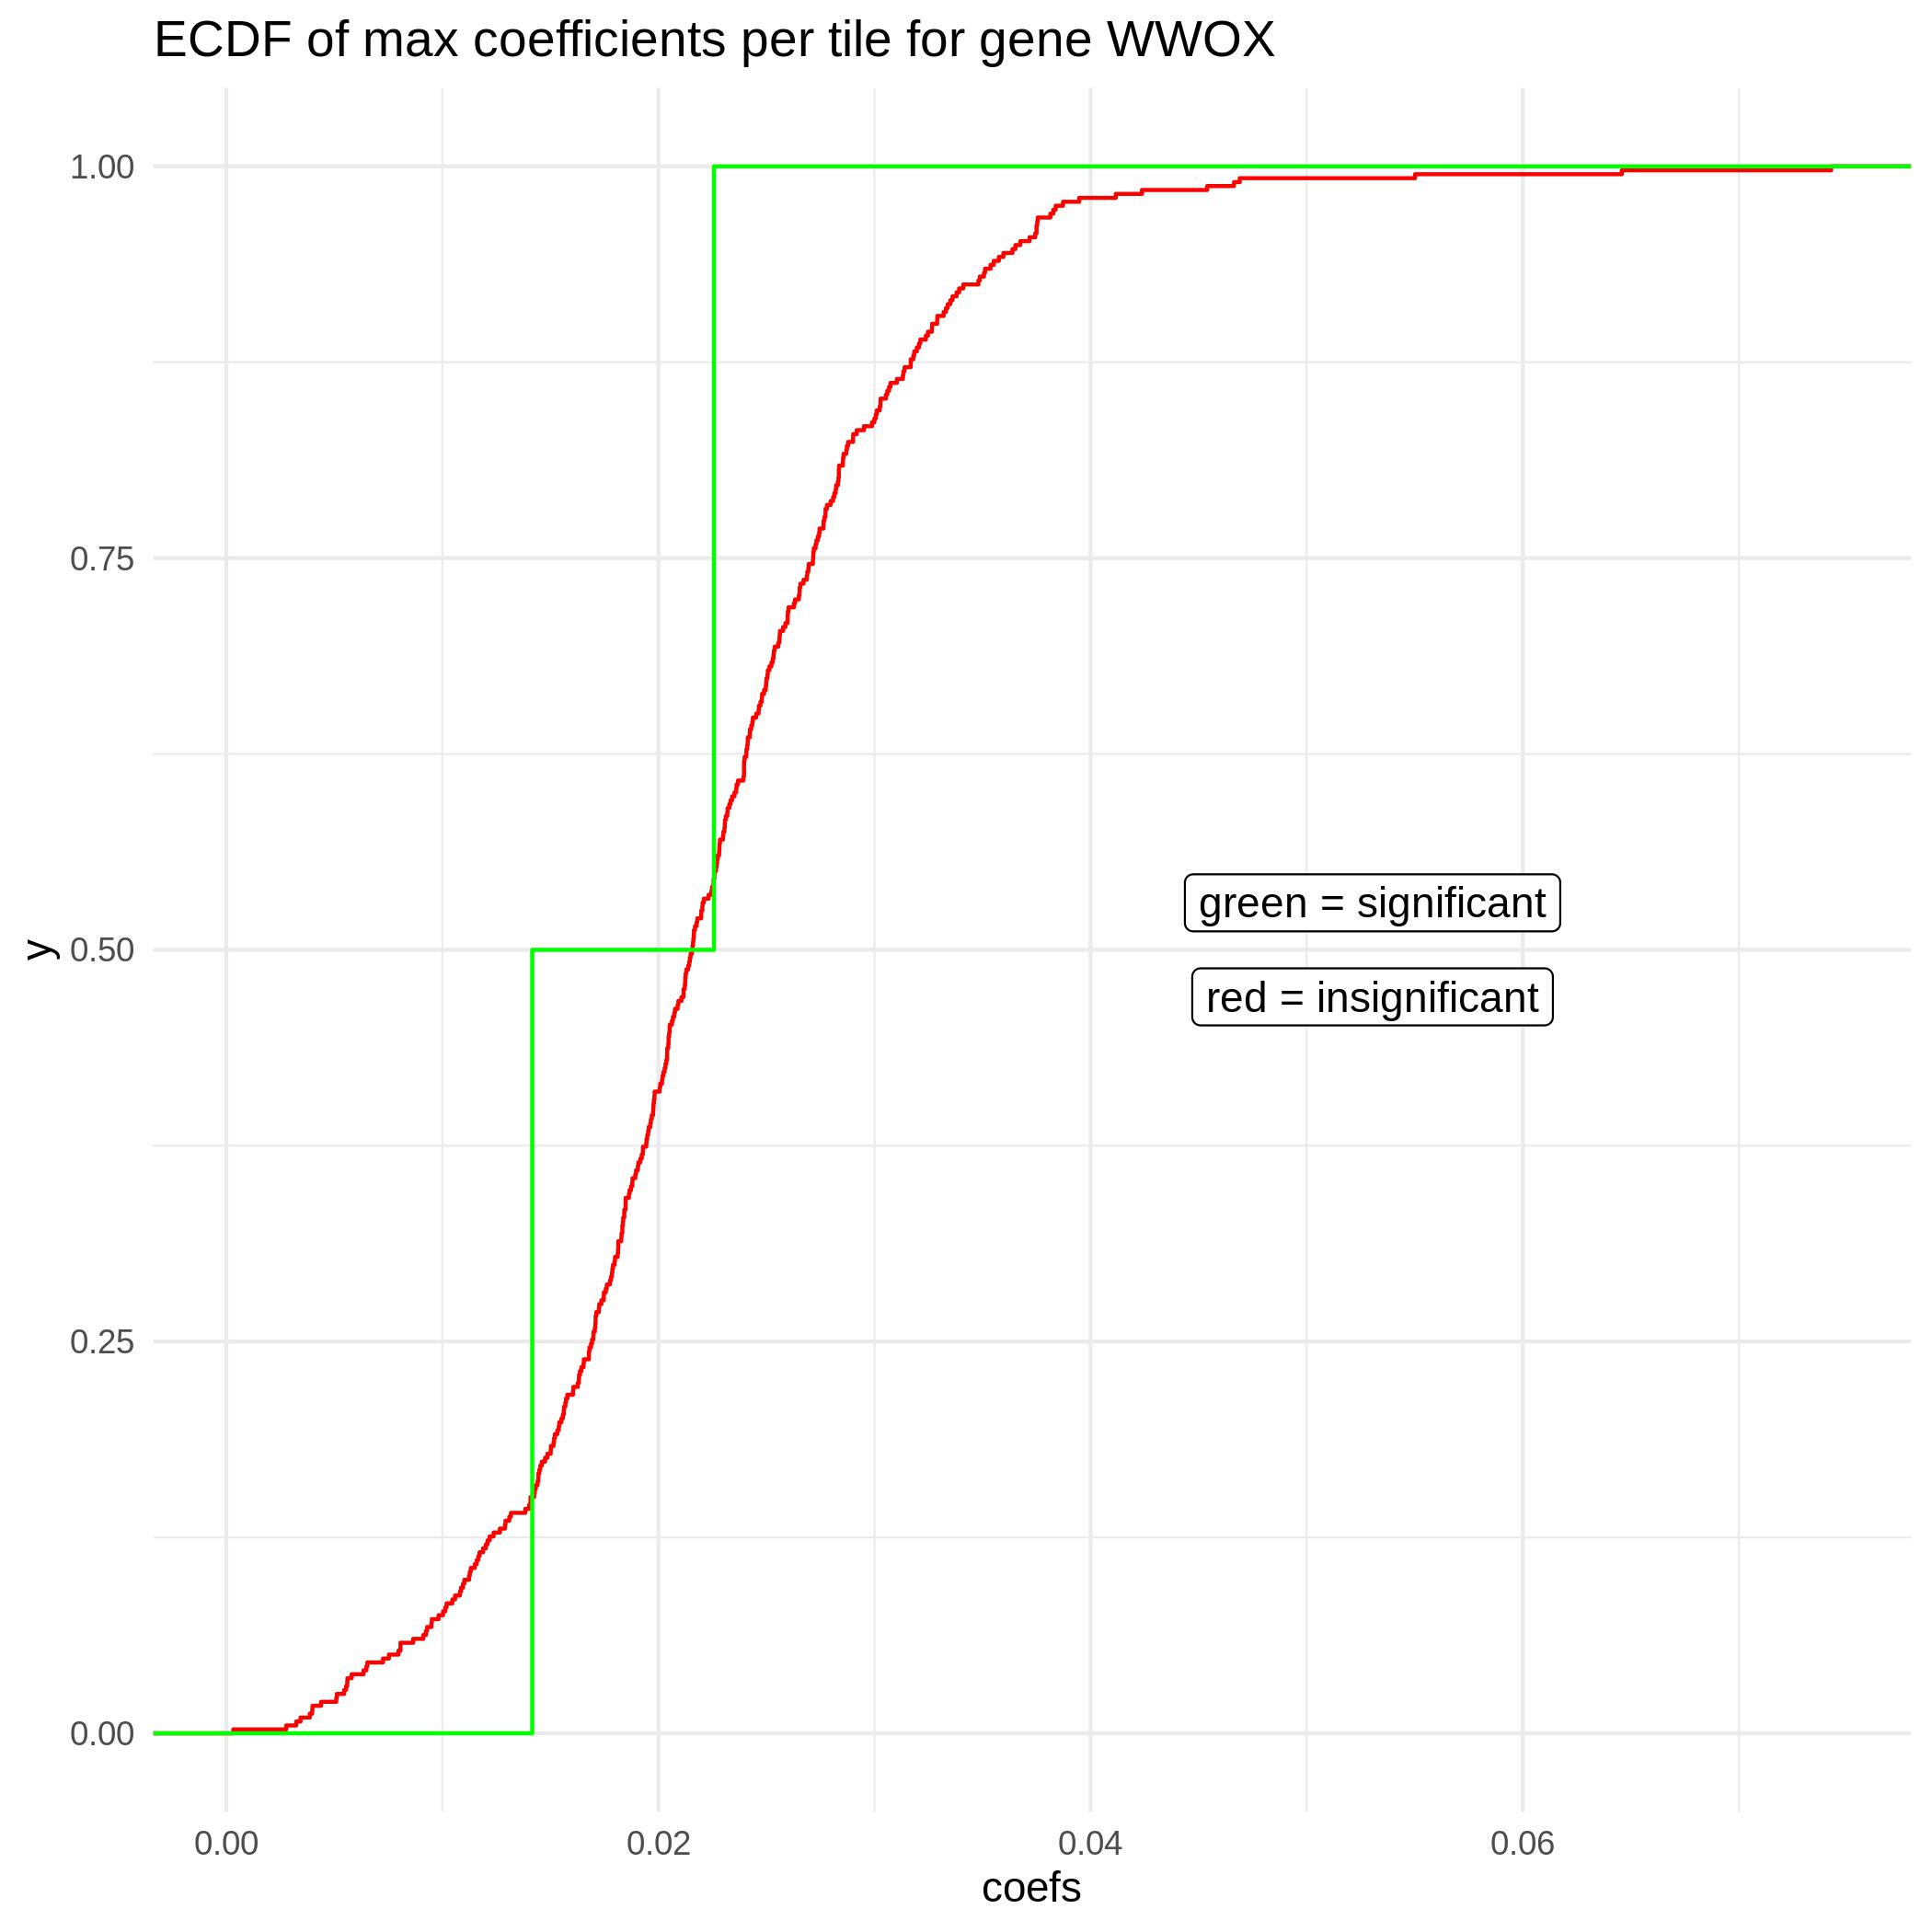 ECDF of max coefficients per tile for gene WWOX
1.00
0.75
0.50
0.25
0.00
y
green = significant
red = insignificant
0.00 0.02 0.04 0.06
coefs